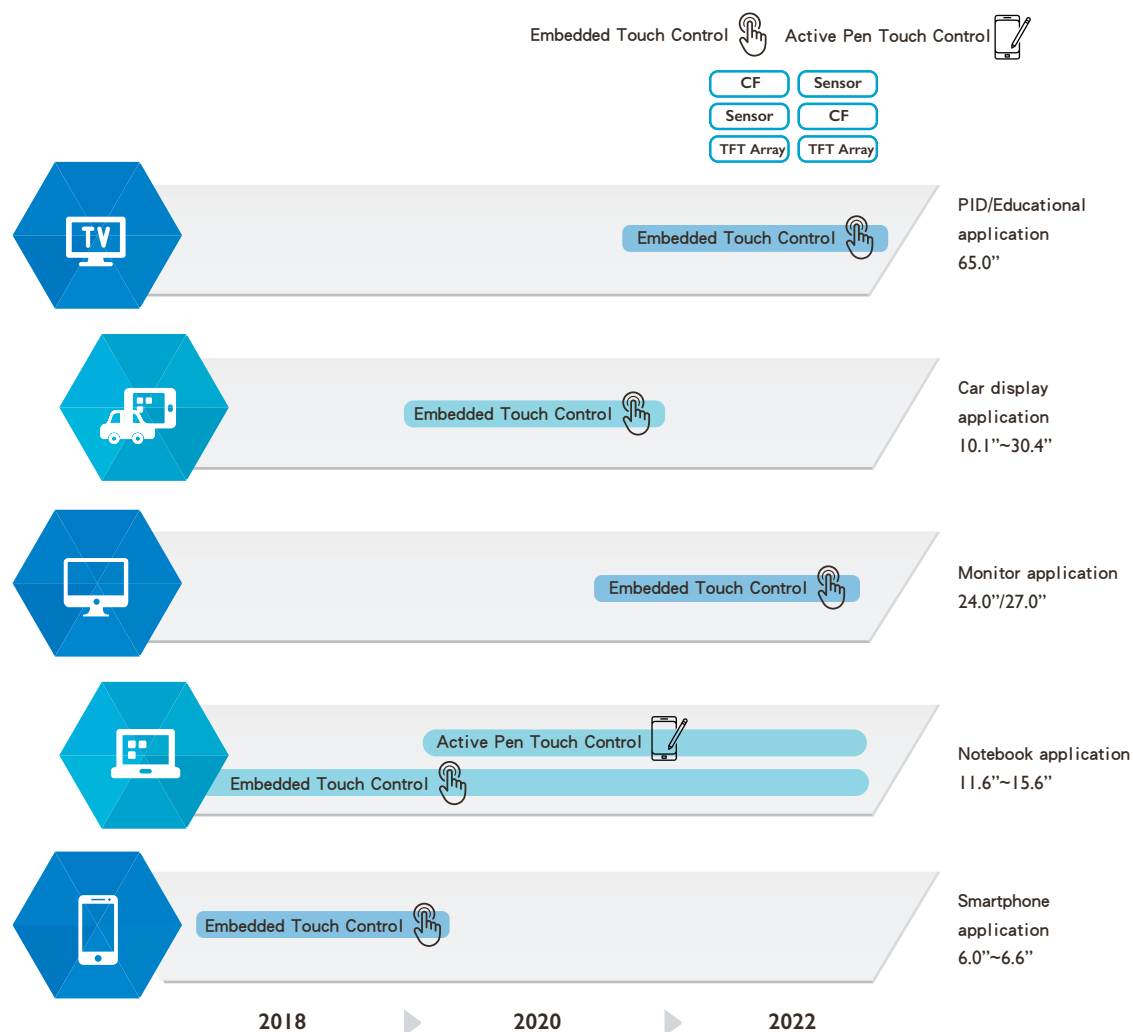 Embedded Touch Control
Active Pen Touch Control
CF
Sensor
Sensor
CF
TFT Array
TFT Array
TV
Embedded Touch Control
PID/Educational
application
65.0”
Embedded Touch Control
Car display
application
10.1”~30.4”
Embedded Touch Control
Monitor application
24.0”/27.0”
Active Pen Touch Control
Embedded Touch Control
Notebook application
11.6”~15.6”
Embedded Touch Control
Smartphone
application
6.0”~6.6”
2018
2020
2022